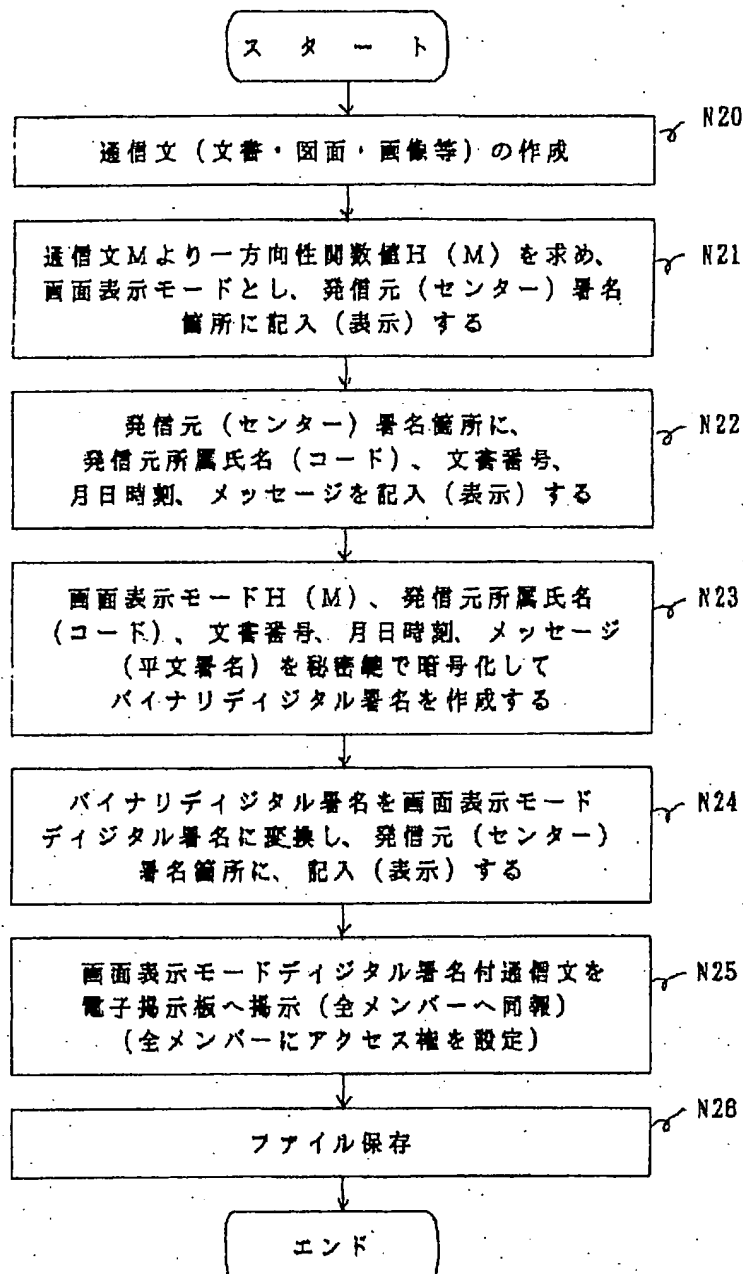 スタート
通信文（文書・図面・画像等）の作成
N20
通信文Mより一方向性関数値H（M）を求め、
画面表示モードとし、発信元（センター）署名
箇所に記入（表示）する
N21
発信元（センター）署名箇所に、
発信元所属氏名（コード）、文書番号、
月日時刻、メッセージを記入（表示）する
N22
画面表示モードH（M）、発信元所属氏名
（コード）、文書番号、月日時刻、メッセージ
（平文署名）を秘密鍵で暗号化して
バイナリディジタル署名を作成する
N23
バイナリディジタル署名を画面表示モード
ディジタル署名に変換し、発信元（センター）
署名箇所に、記入（表示）する
N24
画面表示モードディジタル署名付通信文を
電子掲示板へ掲示（全メンバーへ同報）
（全メンバーにアクセス権を設定）
N25
ファイル保存
N26
エンド